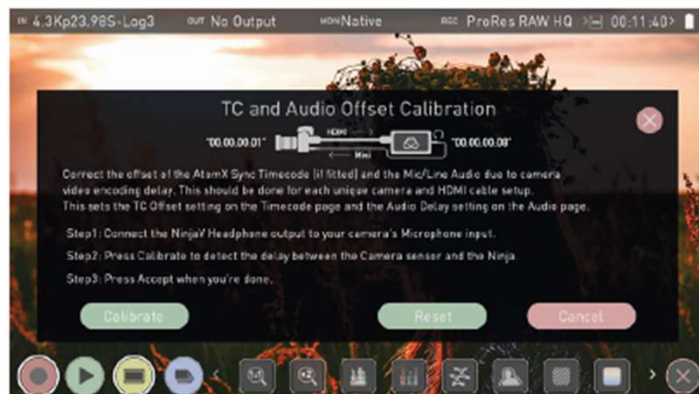 IN 4.3Kp23.98S-Log3 OUT No Output MON Native REC ProRes RAW HQ 00:11:40>
TC and Audio Offset Calibration
"00.00.00.01" HDMI "00.00.00.08"
Mini
Correct the offset of the AtomX Sync Timecode (if fitted) and the Mic/Line Audio due to camera
video encoding delay. This should be done for each unique camera and HDMI cable setup.
This sets the TC Offset setting on the Timecode page and the Audio Delay setting on the Audio page.
Step1: Connect the NinjaV Headphone output to your camera's Microphone input.
Step2: Press Calibrate to detect the delay between the Camera sensor and the Ninja.
Step3: Press Accept when you're done.
Calibrate Reset Cancel
1:1